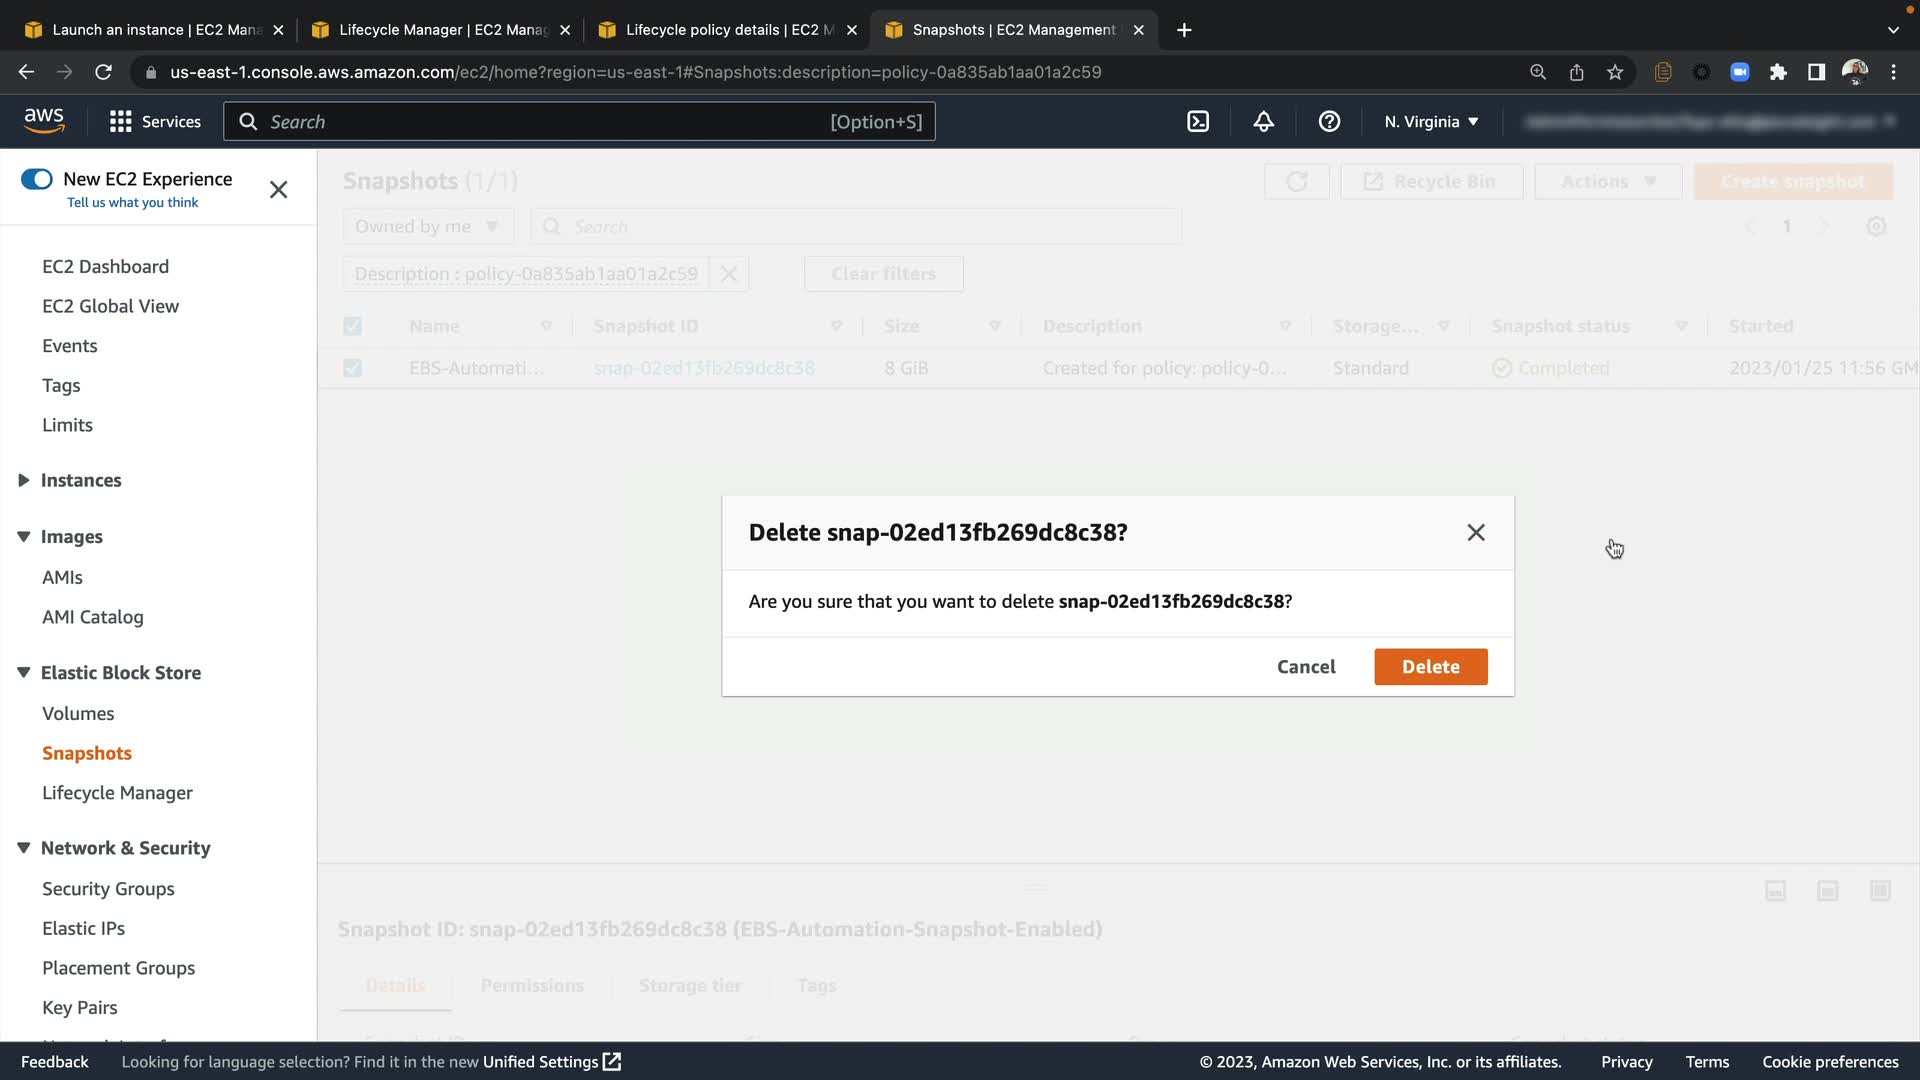 Launch an instance | EC2 Mana
Lifecycle Manager | EC2 Manag
Lifecycle policy details | EC2 M
Snapshots | EC2 Management
us-east-1.console.aws.amazon.com/ec2/home?region=us-east-1#Snapshots:description=policy-0a835ab1aa01a2c59
aws
Services
Search
[Option+S]
N. Virginia
New EC2 Experience
Tell us what you think
EC2 Dashboard
EC2 Global View
Events
Tags
Limits
Instances
Images
AMIs
AMI Catalog
Elastic Block Store
Volumes
Snapshots
Lifecycle Manager
Network & Security
Security Groups
Elastic IPs
Placement Groups
Key Pairs
Snapshots (1/1)
Recycle Bin
Actions
Create snapshot
Owned by me
Search
1
Description : policy-0a835ab1aa01a2c59
Clear filters
Name
Snapshot ID
Size
Description
Storage...
Snapshot status
Started
EBS-Automati...
snap-02ed13fb269dc8c38
8 GiB
Created for policy: policy-0...
Standard
Completed
2023/01/25 11:56 GM
Delete snap-02ed13fb269dc8c38?
Are you sure that you want to delete snap-02ed13fb269dc8c38?
Cancel
Delete
Snapshot ID: snap-02ed13fb269dc8c38 (EBS-Automation-Snapshot-Enabled)
Details
Permissions
Storage tier
Tags
Feedback
Looking for language selection? Find it in the new Unified Settings
© 2023, Amazon Web Services, Inc. or its affiliates.
Privacy
Terms
Cookie preferences